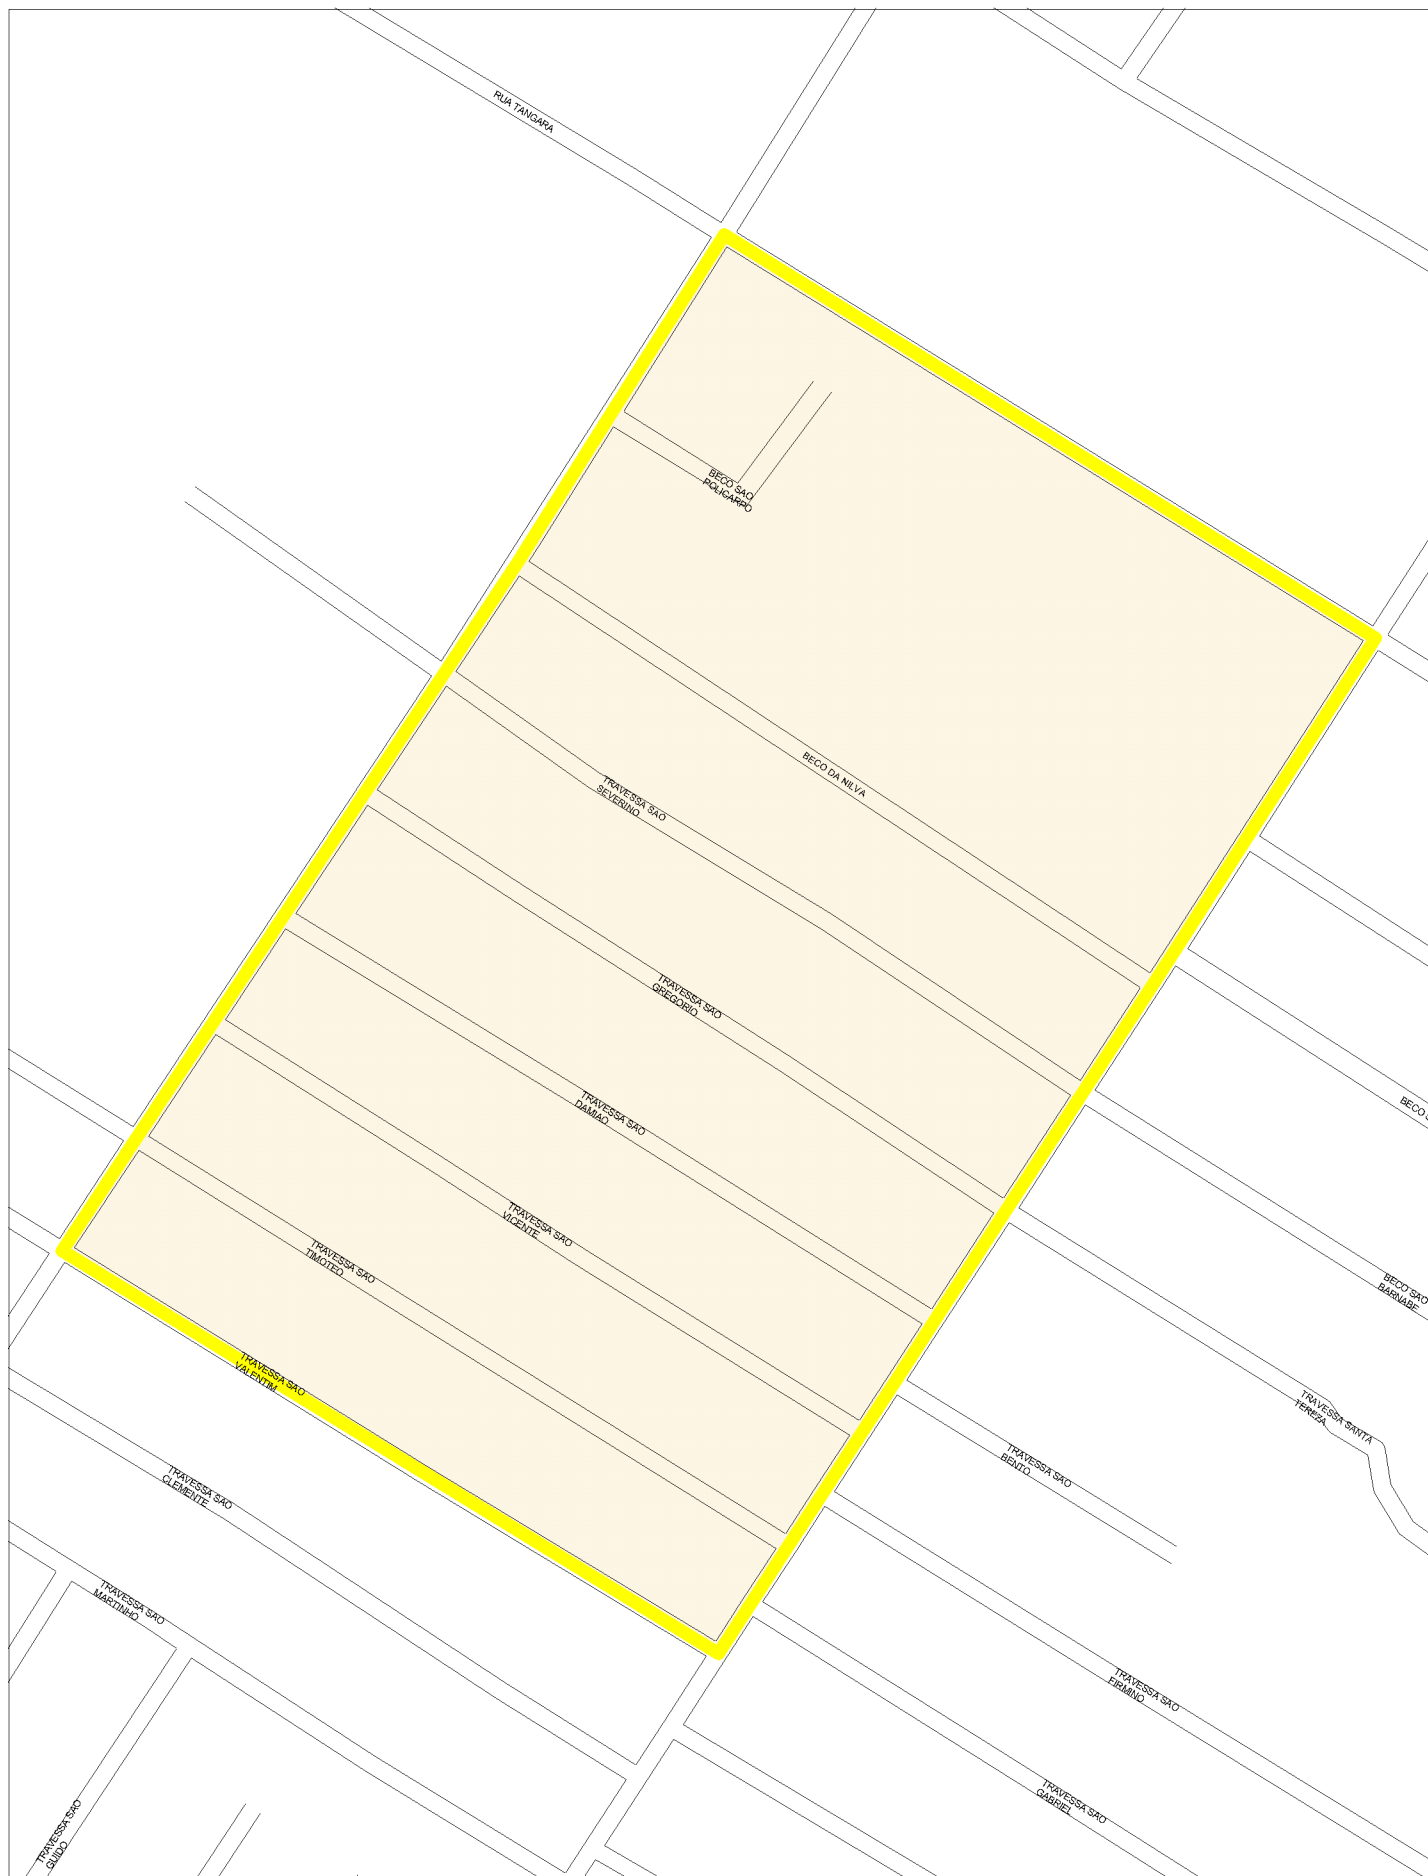 RUA TANGARA
BECO SAO
POLICARPO
BECO DA NILVA
TRAVESSA SAO
SEVERINO
TRAVESSA SAO
GREGORIO
TRAVESSA SAO
DAMIAO
BECO
TRAVESSA SAO
VICENTE
TRAVESSA SAO
TIMOTEO
BECO SAO
BARNABE
TRAVESSA SAO
VALENTIM
TRAVESSA SANTA
TEREZA
TRAVESSA SAO
BENTO
TRAVESSA SAO
CLEMENTE
TRAVESSA SAO
MARTINHO
TRAVESSA SAO
FIRMINO
TRAVESSA SAO
GABRIEL
TRAVESSA SAO
GUIDO